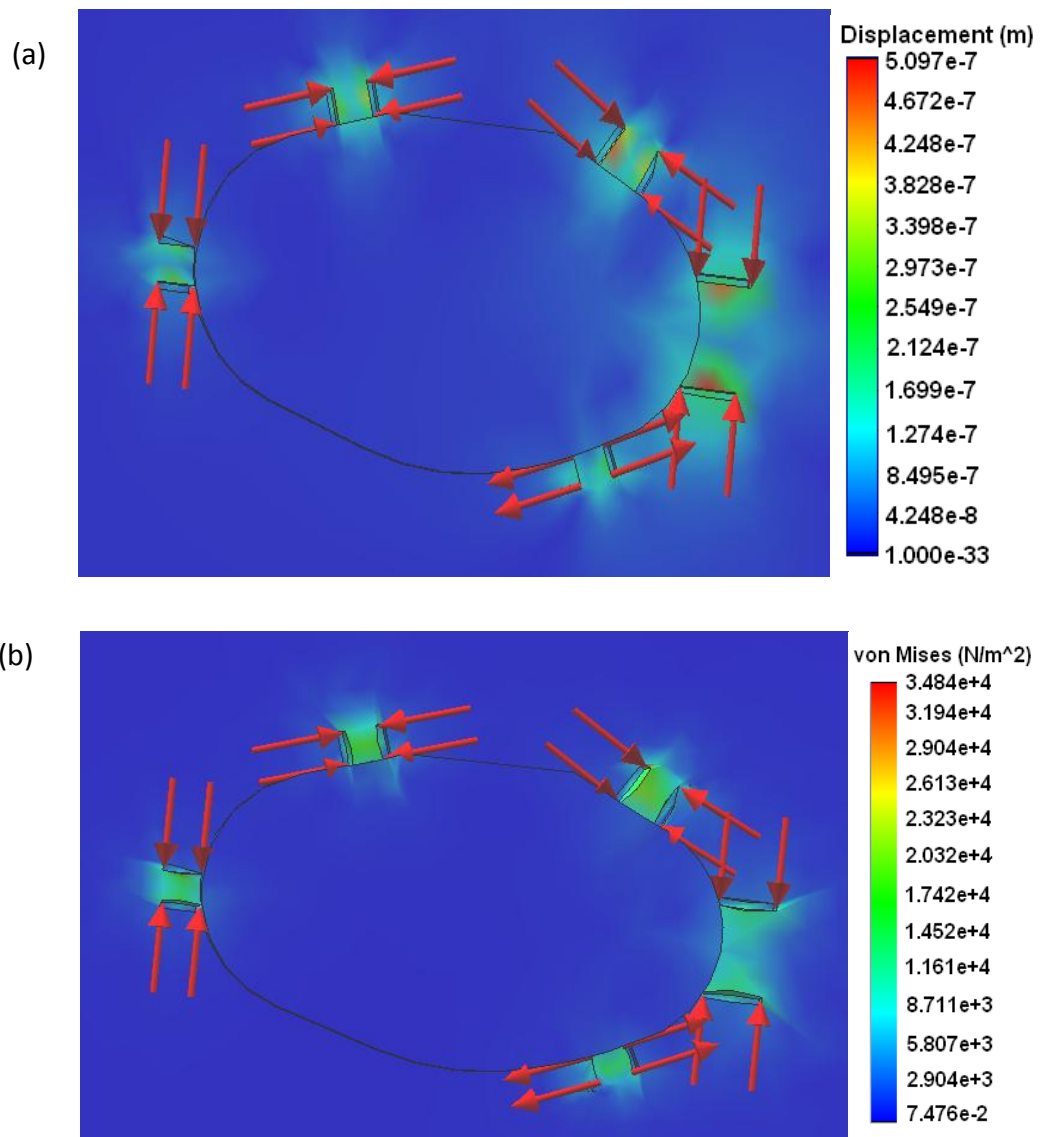 (a)
Displacement (m)
5.097e-7
4.672e-7
4.248e-7
3.828e-7
3.398e-7
2.973e-7
2.549e-7
2.124e-7
1.699e-7
1.274e-7
8.495e-7
4.248e-8
1.000e-33
(b)
von Mises (N/m^2)
3.484e+4
3.194e+4
2.904e+4
2.613e+4
2.323e+4
2.032e+4
1.742e+4
1.452e+4
1.161e+4
8.711e+3
5.807e+3
2.904e+3
7.476e-2